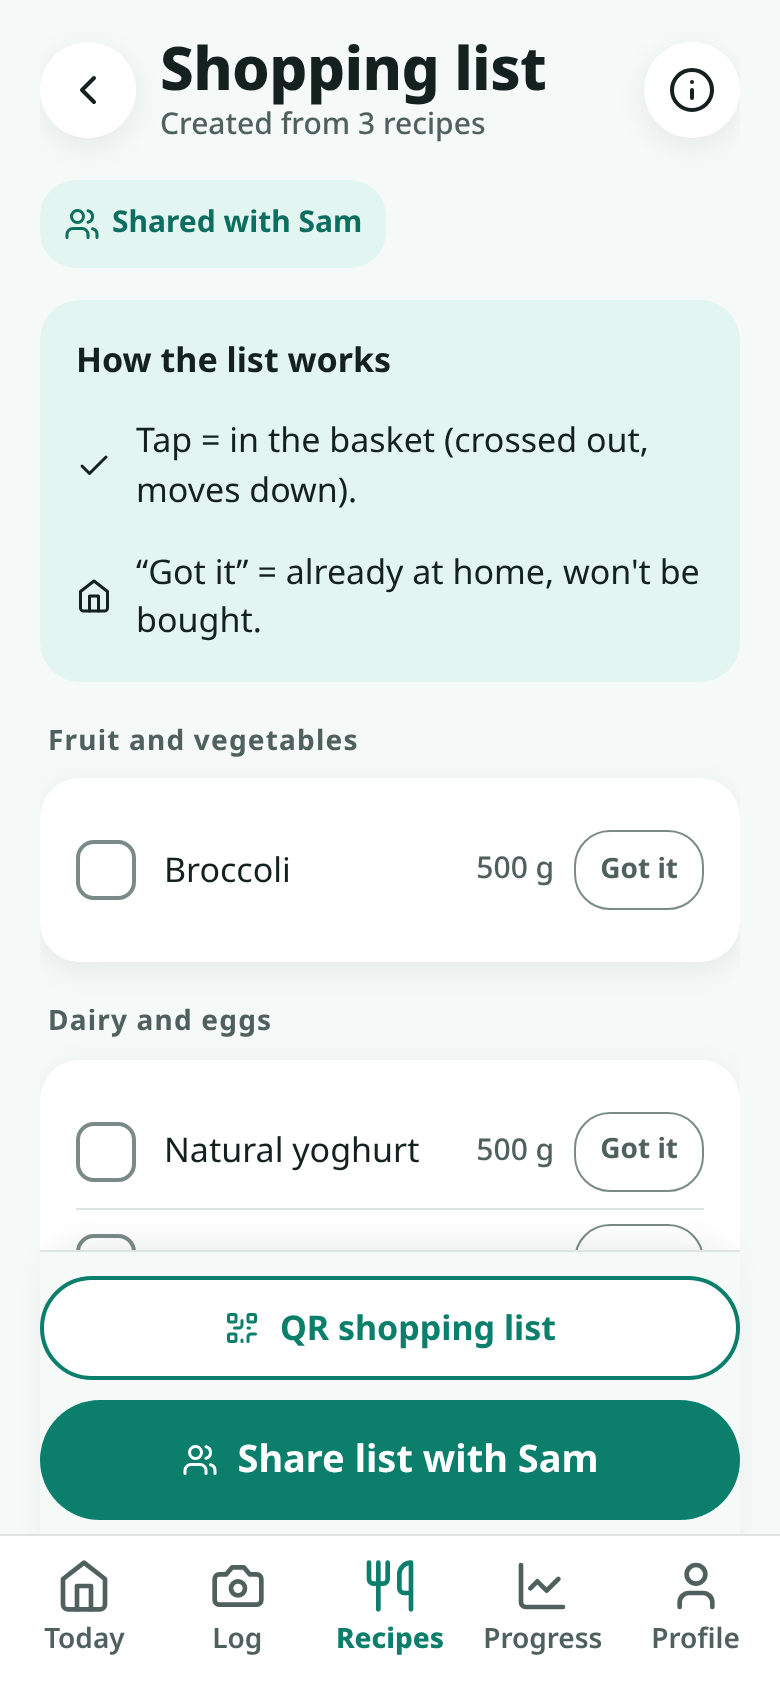 Shopping list
Created from 3 recipes
Shared with Sam
How the list works
Tap = in the basket (crossed out,
moves down).
“Got it” = already at home, won't be
bought.
Fruit and vegetables
Broccoli 500 g Got it
Dairy and eggs
Natural yoghurt 500 g Got it
QR shopping list
Share list with Sam
Today Log Recipes Progress Profile